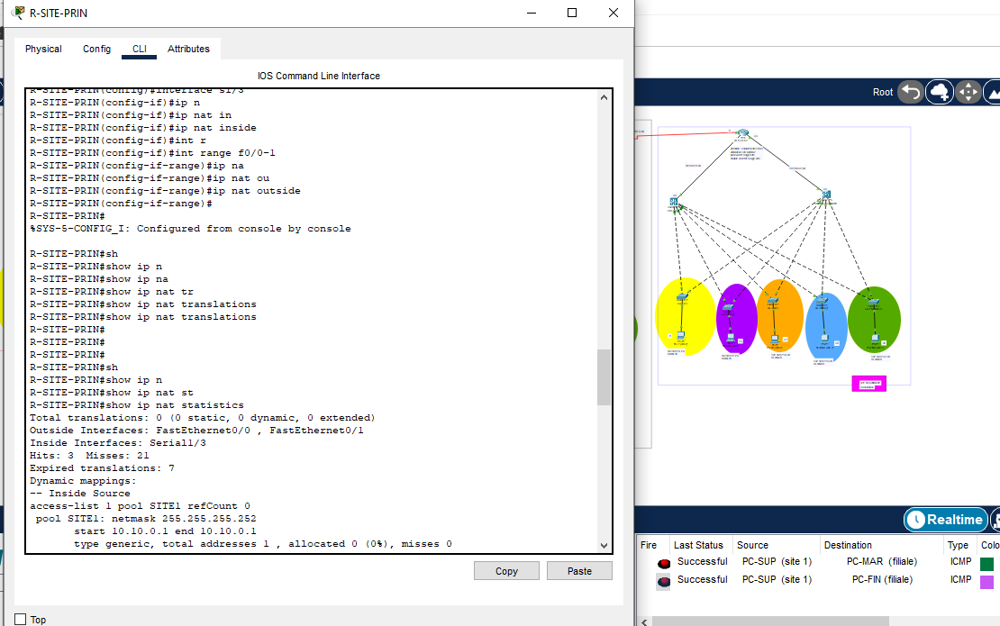 R-SITE-PRIN
Physical Config CLI Attributes
IOS Command Line Interface
R-SITE-PRIN(config)#interface s1/3
R-SITE-PRIN(config-if)#ip n
R-SITE-PRIN(config-if)#ip nat in
R-SITE-PRIN(config-if)#ip nat inside
R-SITE-PRIN(config-if)#int r
R-SITE-PRIN(config-if)#int range f0/0-1
R-SITE-PRIN(config-if-range)#ip na
R-SITE-PRIN(config-if-range)#ip nat ou
R-SITE-PRIN(config-if-range)#ip nat outside
R-SITE-PRIN(config-if-range)#
R-SITE-PRIN#
%SYS-5-CONFIG_I: Configured from console by console
R-SITE-PRIN#sh
R-SITE-PRIN#show ip n
R-SITE-PRIN#show ip na
R-SITE-PRIN#show ip nat tr
R-SITE-PRIN#show ip nat translations
R-SITE-PRIN#show ip nat translations
R-SITE-PRIN#
R-SITE-PRIN#
R-SITE-PRIN#
R-SITE-PRIN#sh
R-SITE-PRIN#show ip n
R-SITE-PRIN#show ip nat st
R-SITE-PRIN#show ip nat statistics
Total translations: 0 (0 static, 0 dynamic, 0 extended)
Outside Interfaces: FastEthernet0/0 , FastEthernet0/1
Inside Interfaces: Serial1/3
Hits: 3 Misses: 21
Expired translations: 7
Dynamic mappings:
-- Inside Source
access-list 1 pool SITE1 refCount 0
pool SITE1: netmask 255.255.255.252
start 10.10.0.1 end 10.10.0.1
type generic, total addresses 1 , allocated 0 (0%), misses 0
Copy Paste
Top
Root
Realtime
Fire Last Status Source Destination Type Colo
Successful PC-SUP (site 1) PC-MAR (filiale) ICMP
Successful PC-SUP (site 1) PC-FIN (filiale) ICMP